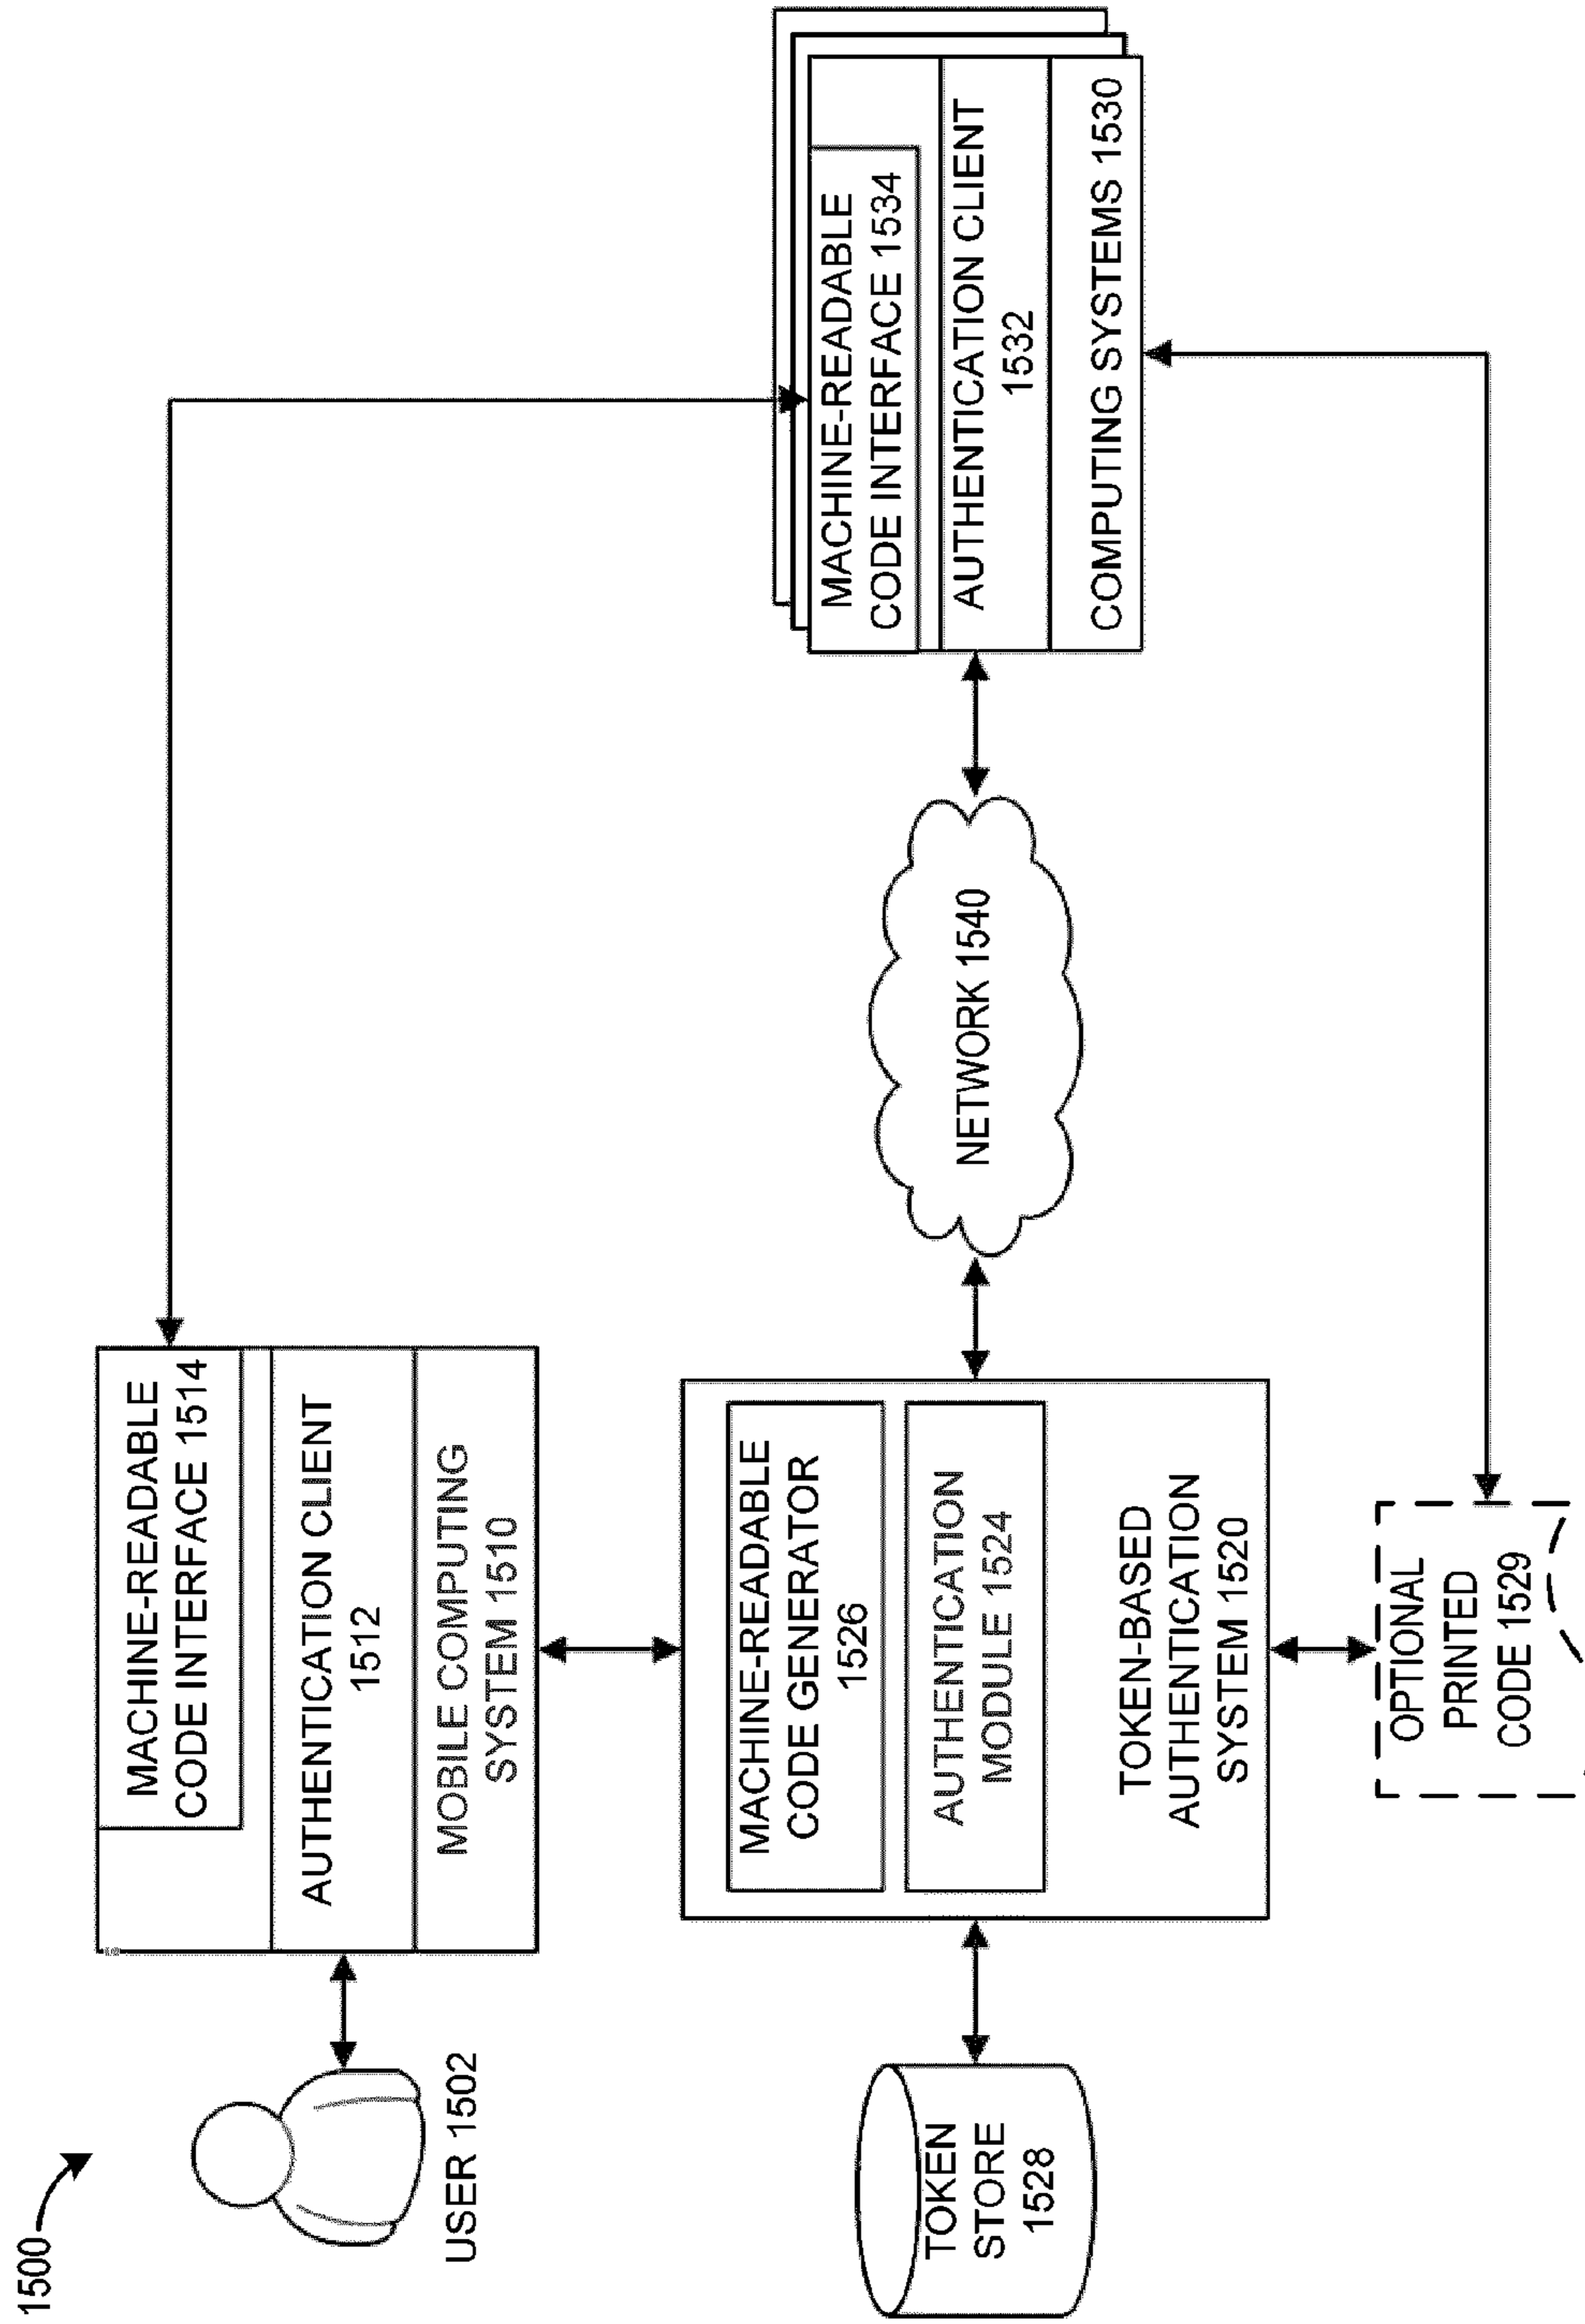 1500
USER 1502
MACHINE-READABLE
CODE INTERFACE 1514
AUTHENTICATION CLIENT
1512
MOBILE COMPUTING
SYSTEM 1510
TOKEN
STORE
1528
MACHINE-READABLE
CODE GENERATOR
1526
AUTHENTICATION
MODULE 1524
TOKEN-BASED
AUTHENTICATION
SYSTEM 1520
OPTIONAL
PRINTED
CODE 1529
NETWORK 1540
MACHINE-READABLE
CODE INTERFACE 1534
AUTHENTICATION CLIENT
1532
COMPUTING SYSTEMS 1530